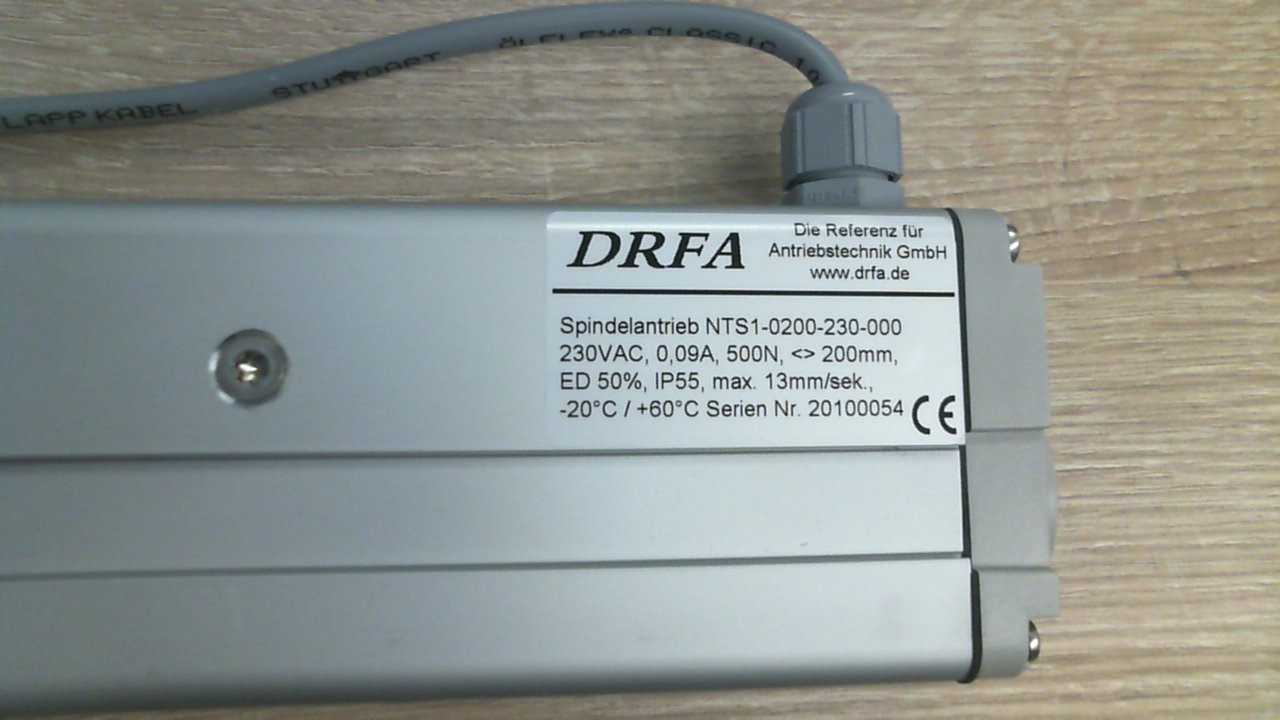 LAPP KABEL STUTTGART ÖLFLEX® CLASSIC
DRFA
Die Referenz für
Antriebstechnik GmbH
www.drfa.de
Spindelantrieb NTS1-0200-230-000
230VAC, 0,09A, 500N, <> 200mm,
ED 50%, IP55, max. 13mm/sek.,
-20°C / +60°C Serien Nr. 20100054 CE